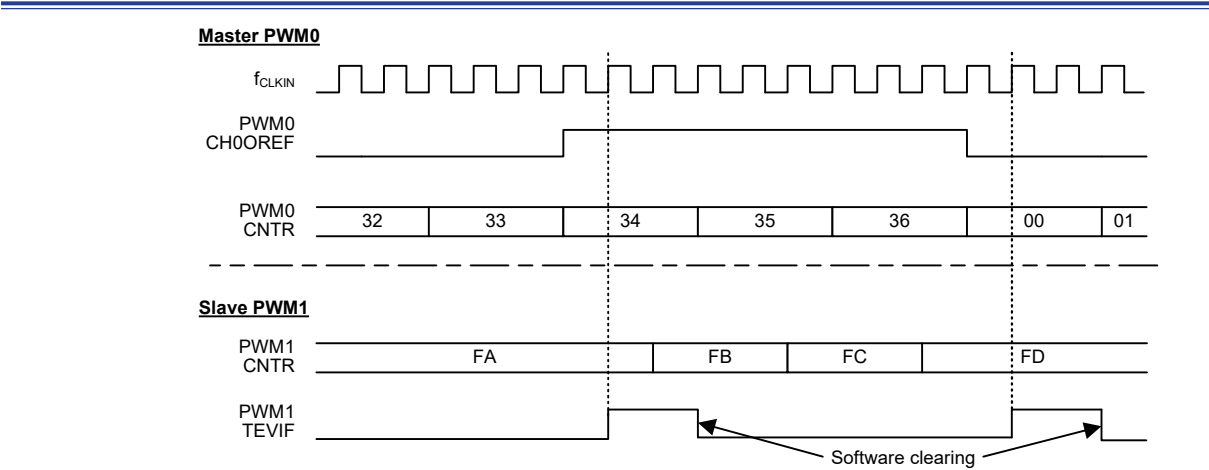 Master PWM0
fCLKIN
PWM0
CH0OREF
PWM0
CNTR
32 33 34 35 36 00 01
Slave PWM1
PWM1
CNTR
FA FB FC FD
PWM1
TEVIF
Software clearing